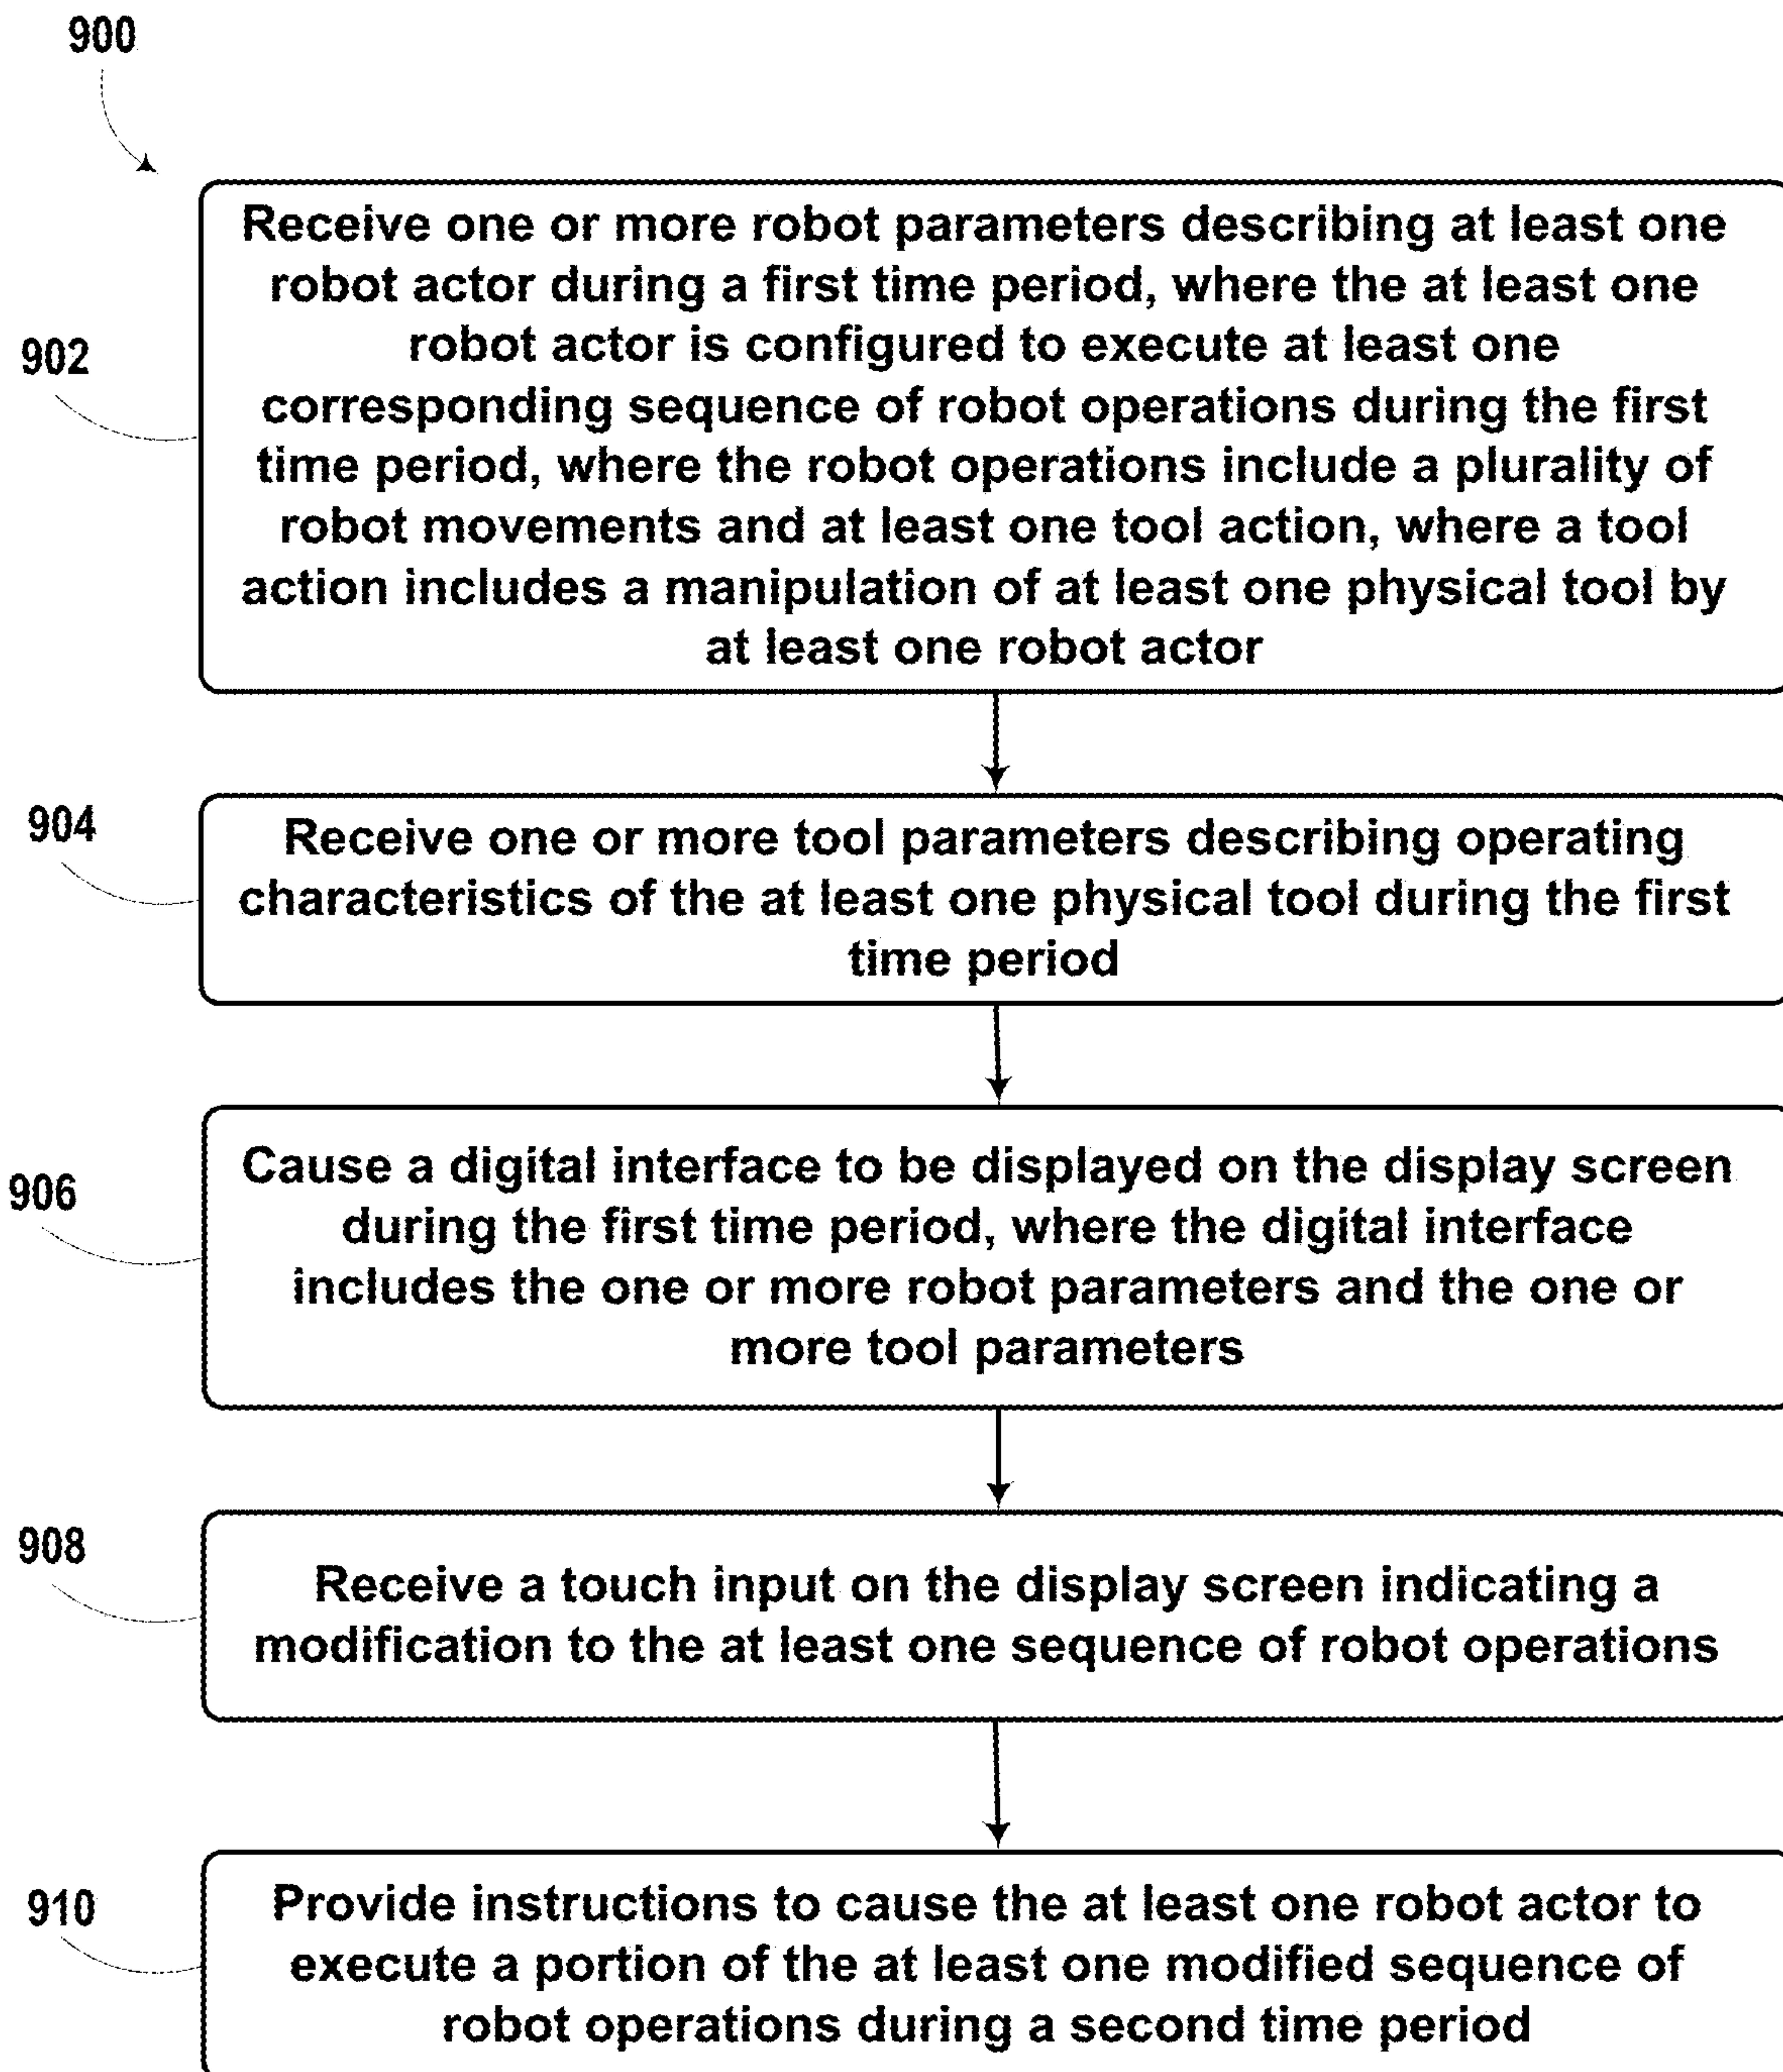 900
902
Receive one or more robot parameters describing at least one
robot actor during a first time period, where the at least one
robot actor is configured to execute at least one
corresponding sequence of robot operations during the first
time period, where the robot operations include a plurality of
robot movements and at least one tool action, where a tool
action includes a manipulation of at least one physical tool by
at least one robot actor
904
Receive one or more tool parameters describing operating
characteristics of the at least one physical tool during the first
time period
906
Cause a digital interface to be displayed on the display screen
during the first time period, where the digital interface
includes the one or more robot parameters and the one or
more tool parameters
908
Receive a touch input on the display screen indicating a
modification to the at least one sequence of robot operations
910
Provide instructions to cause the at least one robot actor to
execute a portion of the at least one modified sequence of
robot operations during a second time period